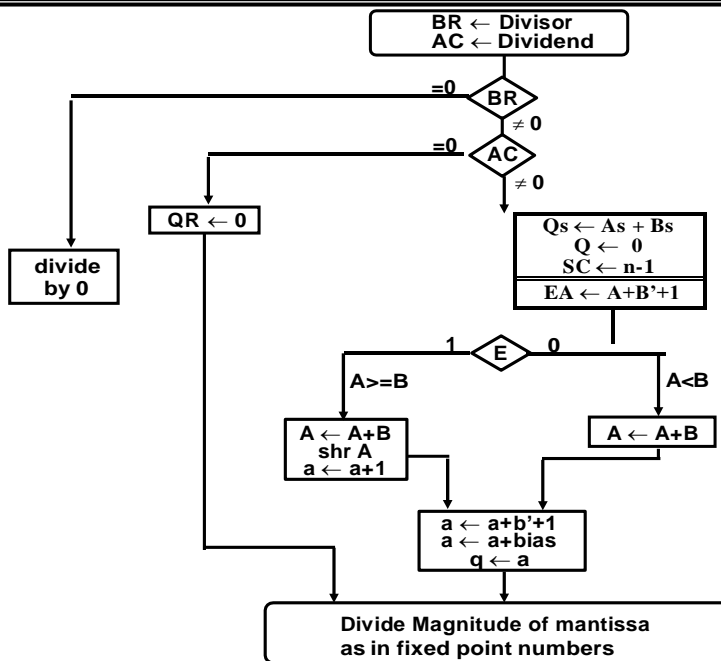 BR ← Divisor
AC ← Dividend
=0
BR
≠ 0
=0
AC
≠ 0
QR ← 0
divide
by 0
Qs ← As + Bs
Q ← 0
SC ← n-1
EA ← A+B'+1
1
E
0
A>=B
A<B
A ← A+B
shr A
a ← a+1
A ← A+B
a ← a+b'+1
a ← a+bias
q ← a
Divide Magnitude of mantissa
as in fixed point numbers